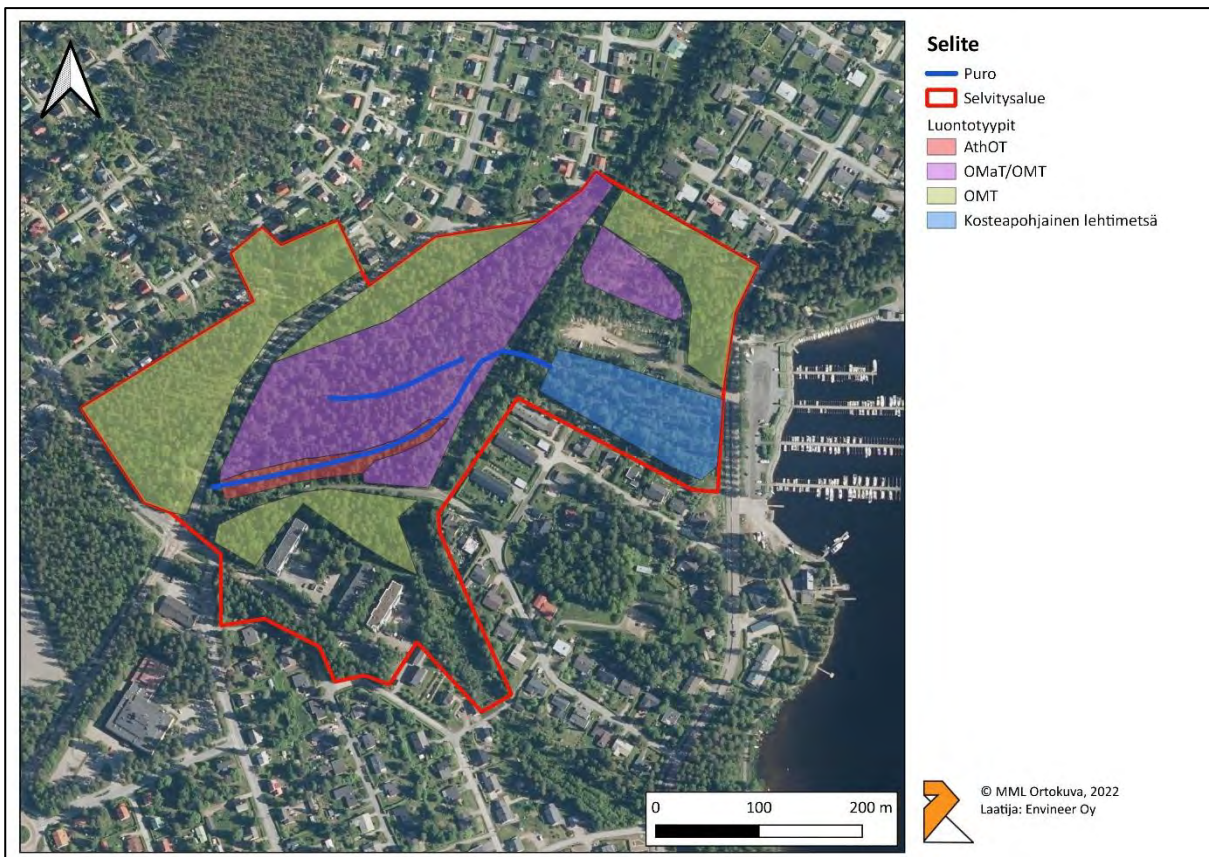 Selite
Puro
Selvitysalue
Luontotyypit
AthOT
OMaT/OMT
OMT
Kosteapohjainen lehtimetsä
0 100 200 m
© MML Ortokuva, 2022
Laatija: Envineer Oy